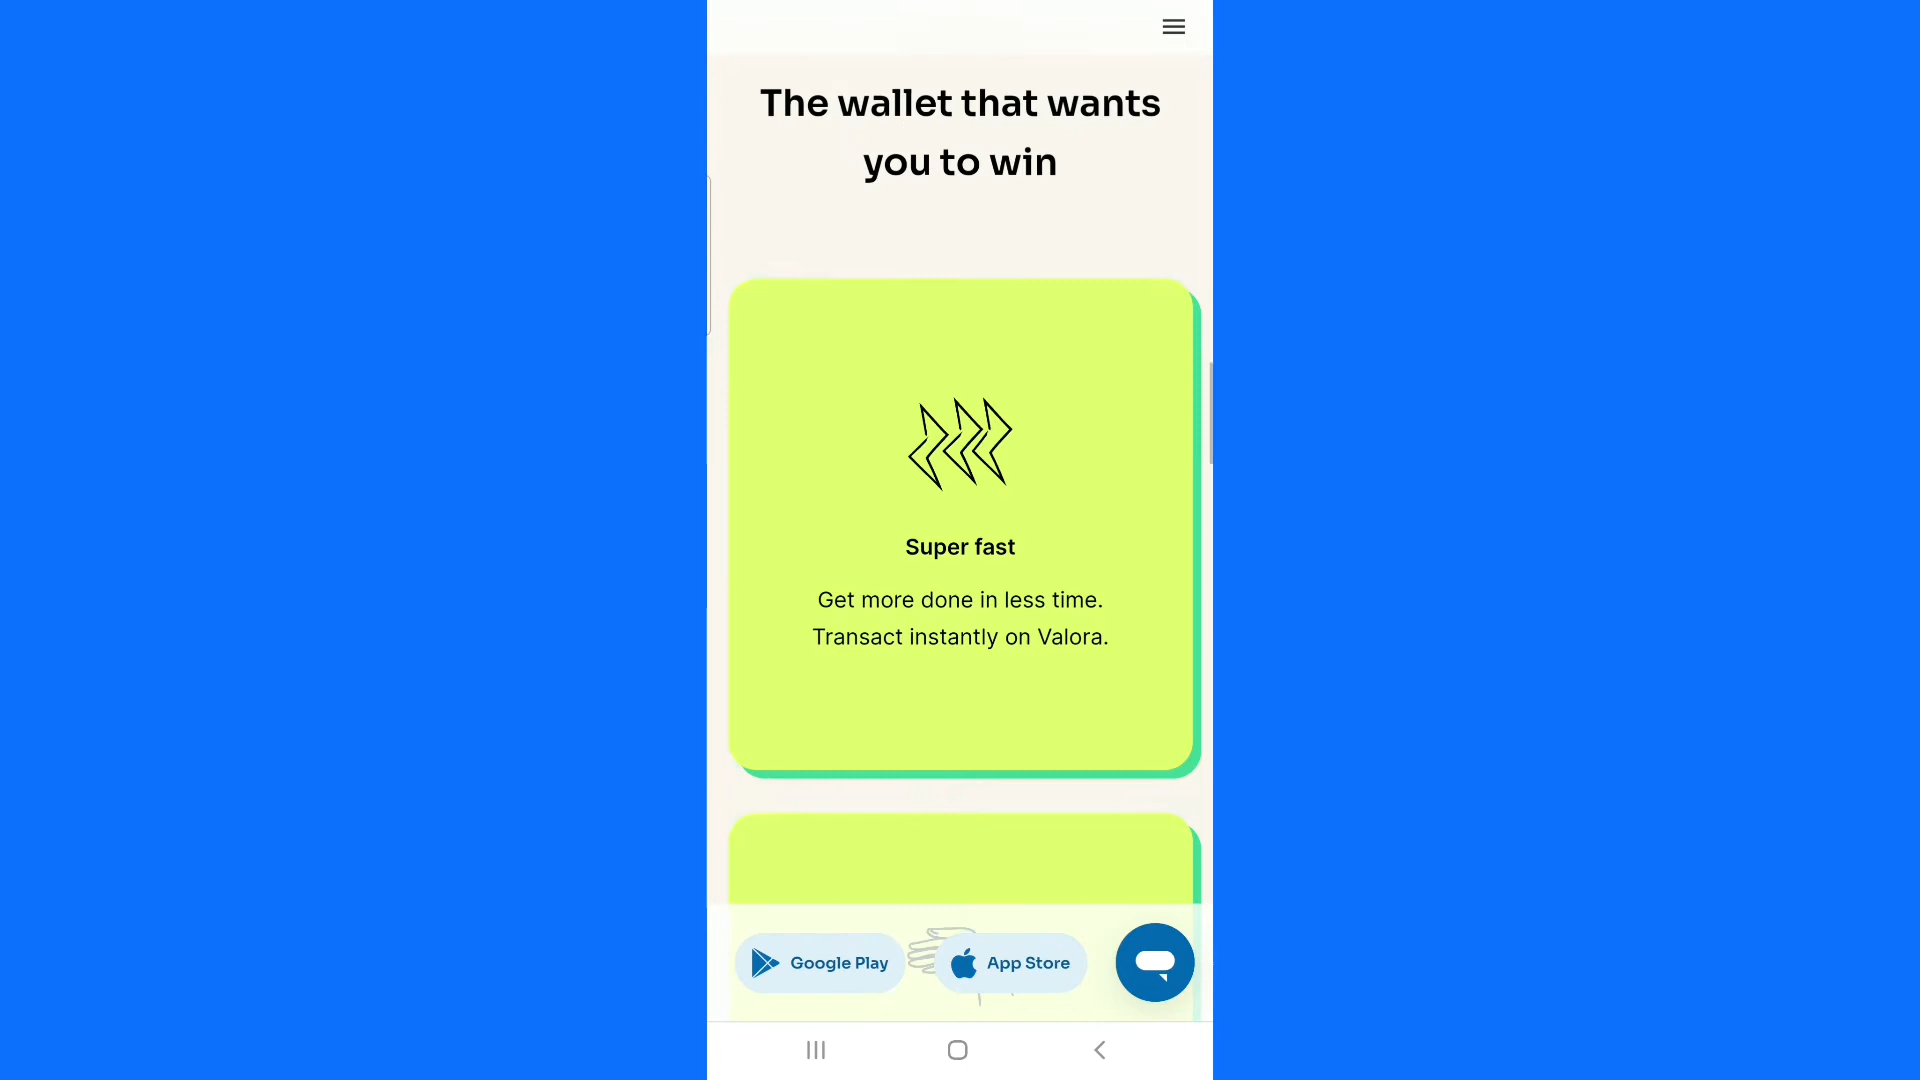 The wallet that wants
you to win
Super fast
Get more done in less time.
Transact instantly on Valora.
Google Play
App Store